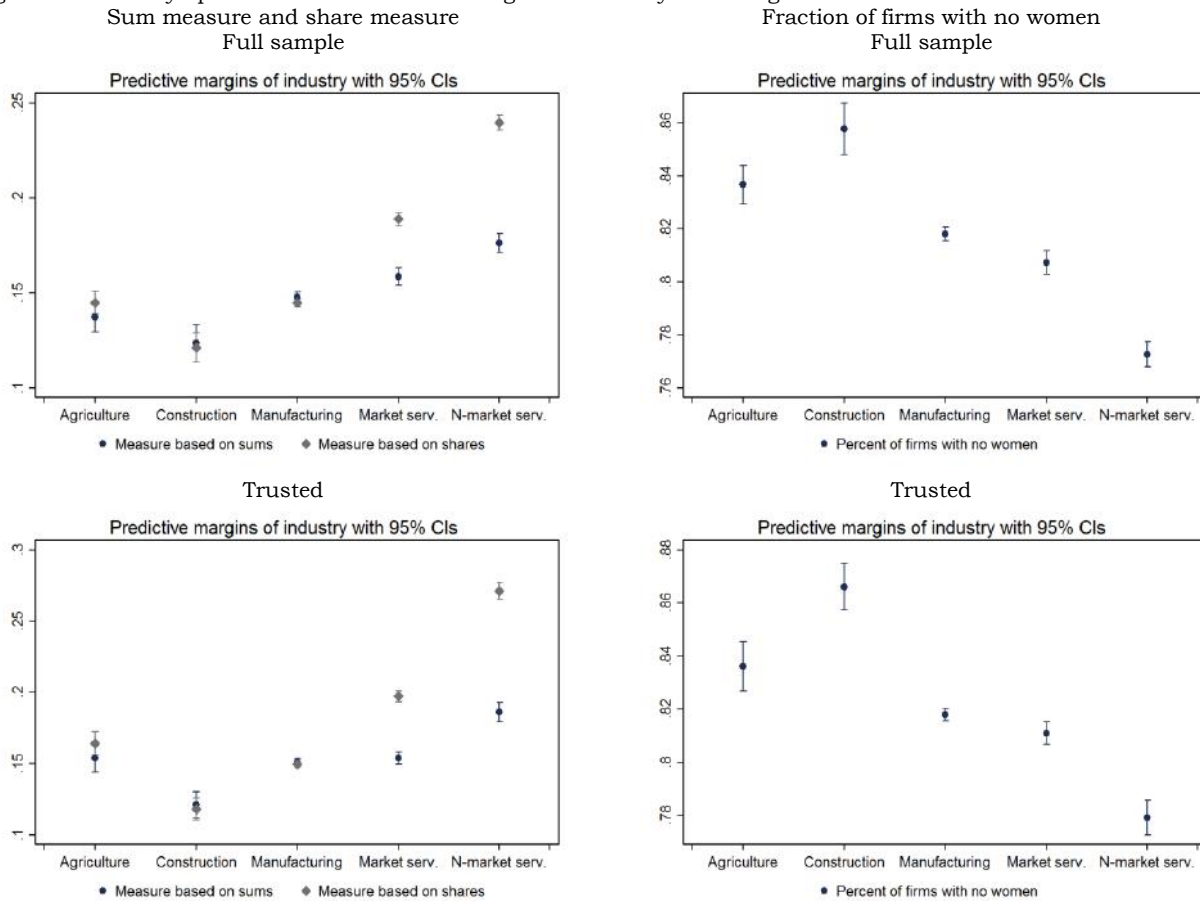 Sum measure and share measure
Full sample
Predictive margins of industry with 95% CIs
.25
.2
.15
.1
Agriculture Construction Manufacturing Market serv. N-market serv.
Measure based on sums Measure based on shares
Fraction of firms with no women
Full sample
Predictive margins of industry with 95% CIs
.86
.84
.82
.8
.78
.76
Agriculture Construction Manufacturing Market serv. N-market serv.
Percent of firms with no women
Trusted
Predictive margins of industry with 95% CIs
.3
.25
.2
.15
.1
Agriculture Construction Manufacturing Market serv. N-market serv.
Measure based on sums Measure based on shares
Trusted
Predictive margins of industry with 95% CIs
.88
.86
.84
.82
.8
.78
Agriculture Construction Manufacturing Market serv. N-market serv.
Percent of firms with no women